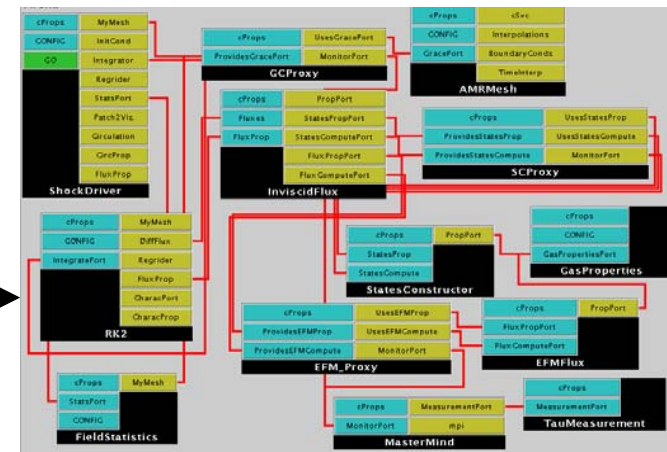 cProps MyMesh
CONFIG InitCond
GO Integrator
Regrider
StatsPort
Patch2Viz
Circulation
CircProp
FluxProp
ShockDriver
cProps UsesGracePort
ProvidesGracePort MonitorPort
GCProxy
cProps cSvc
CONFIG Interpolations
GracePort BoundaryConds
TimeInterp
AMRMesh
cProps PropPort
Fluxes StatesPropPort
FluxProp StatesComputePort
FluxPropPort
FluxComputePort
InviscidFlux
cProps UsesStatesProp
ProvidesStatesProp UsesStatesCompute
ProvidesStatesCompute MonitorPort
SCProxy
cProps MyMesh
CONFIG DiffFlux
IntegratePort Regrider
FluxProp
CharacPort
CharacProp
RK2
cProps PropPort
StatesProp
StatesCompute
StatesConstructor
cProps
CONFIG
GasPropertiesPort
GasProperties
cProps UsesEFMProp
ProvidesEFMProp UsesEFMCompute
ProvidesEFMCompute MonitorPort
EFM_Proxy
cProps PropPort
FluxPropPort
FluxComputePort
EFMFlux
cProps MyMesh
StatsPort
CONFIG
FieldStatistics
cProps MeasurementPort
MonitorPort mpi
MasterMind
cProps
MeasurementPort
TauMeasurement